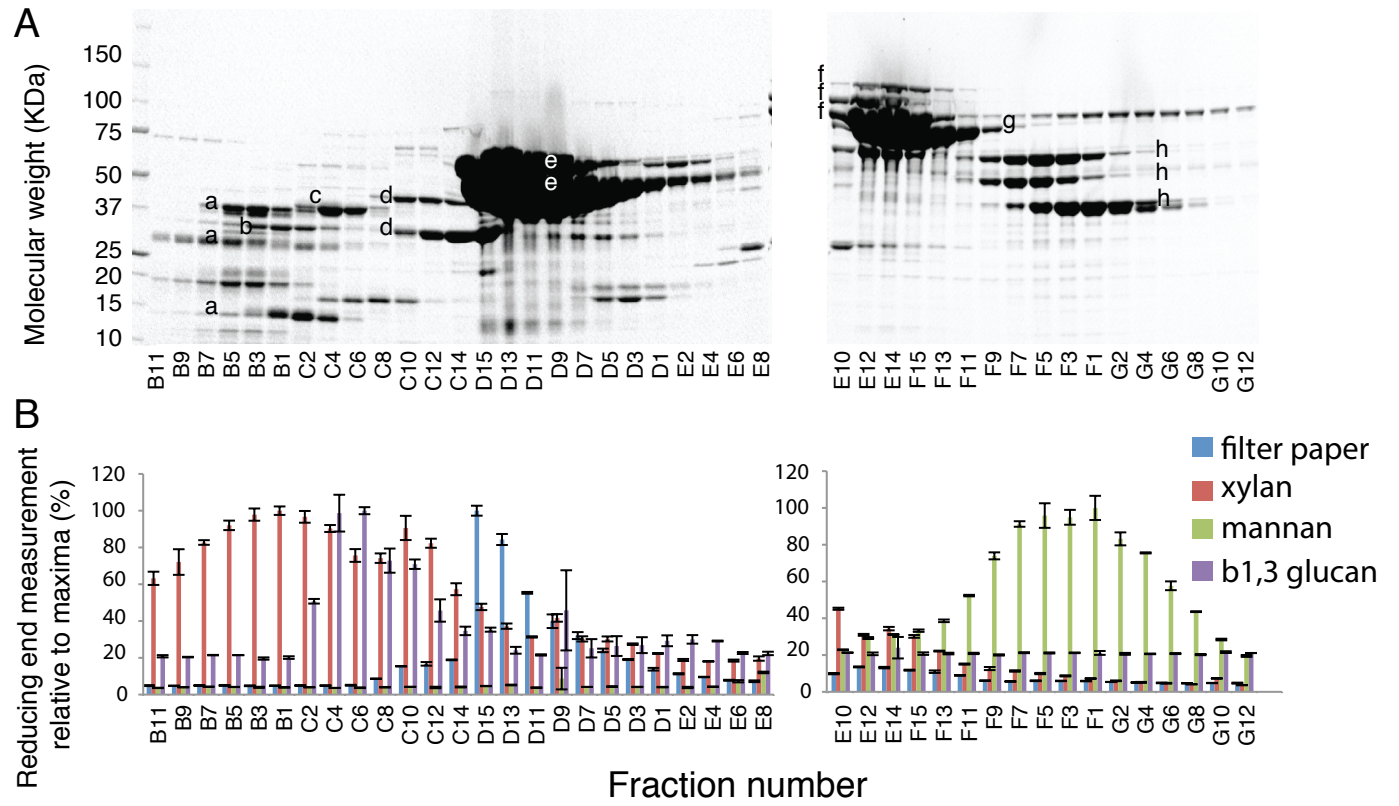 A
Molecular weight (KDa)
150
100
75
50
37
25
20
15
10
a
a
a
b
c
d
d
e
e
f
f
f
g
h
h
h
B11 B9 B7 B5 B3 B1 C2 C4 C6 C8 C10 C12 C14 D15 D13 D11 D9 D7 D5 D3 D1 E2 E4 E6 E8
E10 E12 E14 F15 F13 F11 F9 F7 F5 F3 F1 G2 G4 G6 G8 G10 G12
B
Reducing end measurement
relative to maxima (%)
120
100
80
60
40
20
0
B11 B9 B7 B5 B3 B1 C2 C4 C6 C8 C10 C12 C14 D15 D13 D11 D9 D7 D5 D3 D1 E2 E4 E6 E8
120
100
80
60
40
20
0
E10 E12 E14 F15 F13 F11 F9 F7 F5 F3 F1 G2 G4 G6 G8 G10 G12
filter paper
xylan
mannan
b1,3 glucan
Fraction number